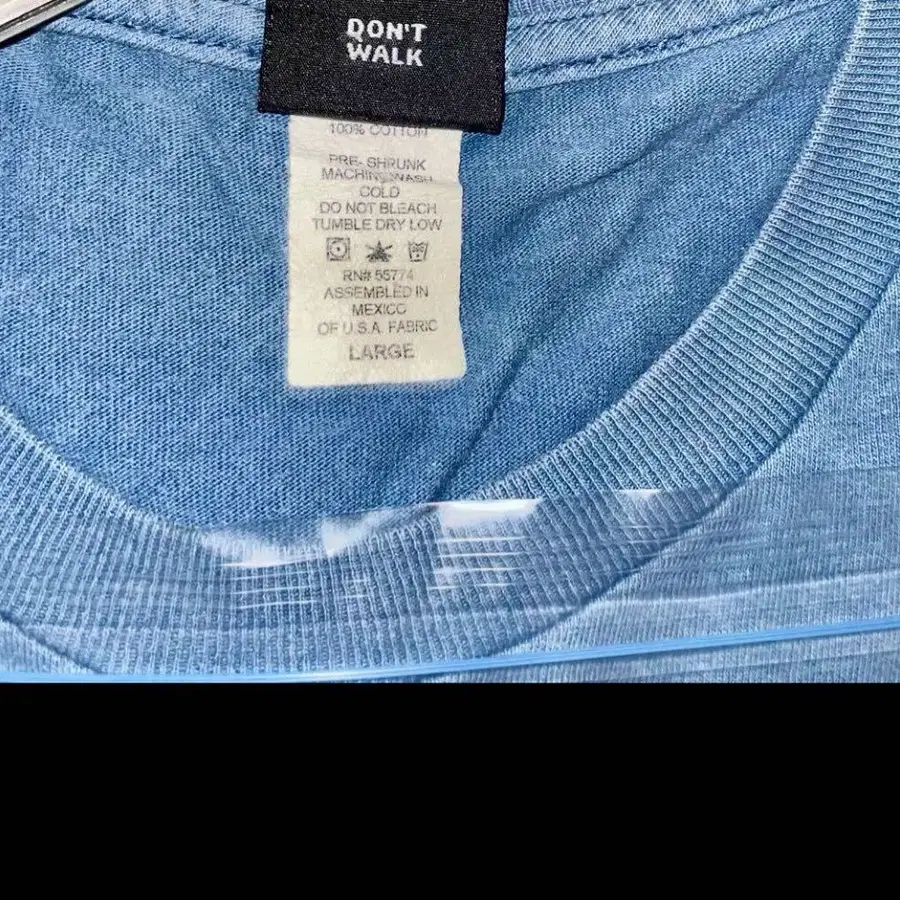 DON'T
WALK
100% COTTON
PRE-SHRUNK
MACHINE WASH
COLD
DO NOT BLEACH
TUMBLE DRY LOW
RN# 55774
ASSEMBLED IN
MEXICO
OF U.S.A. FABRIC
LARGE